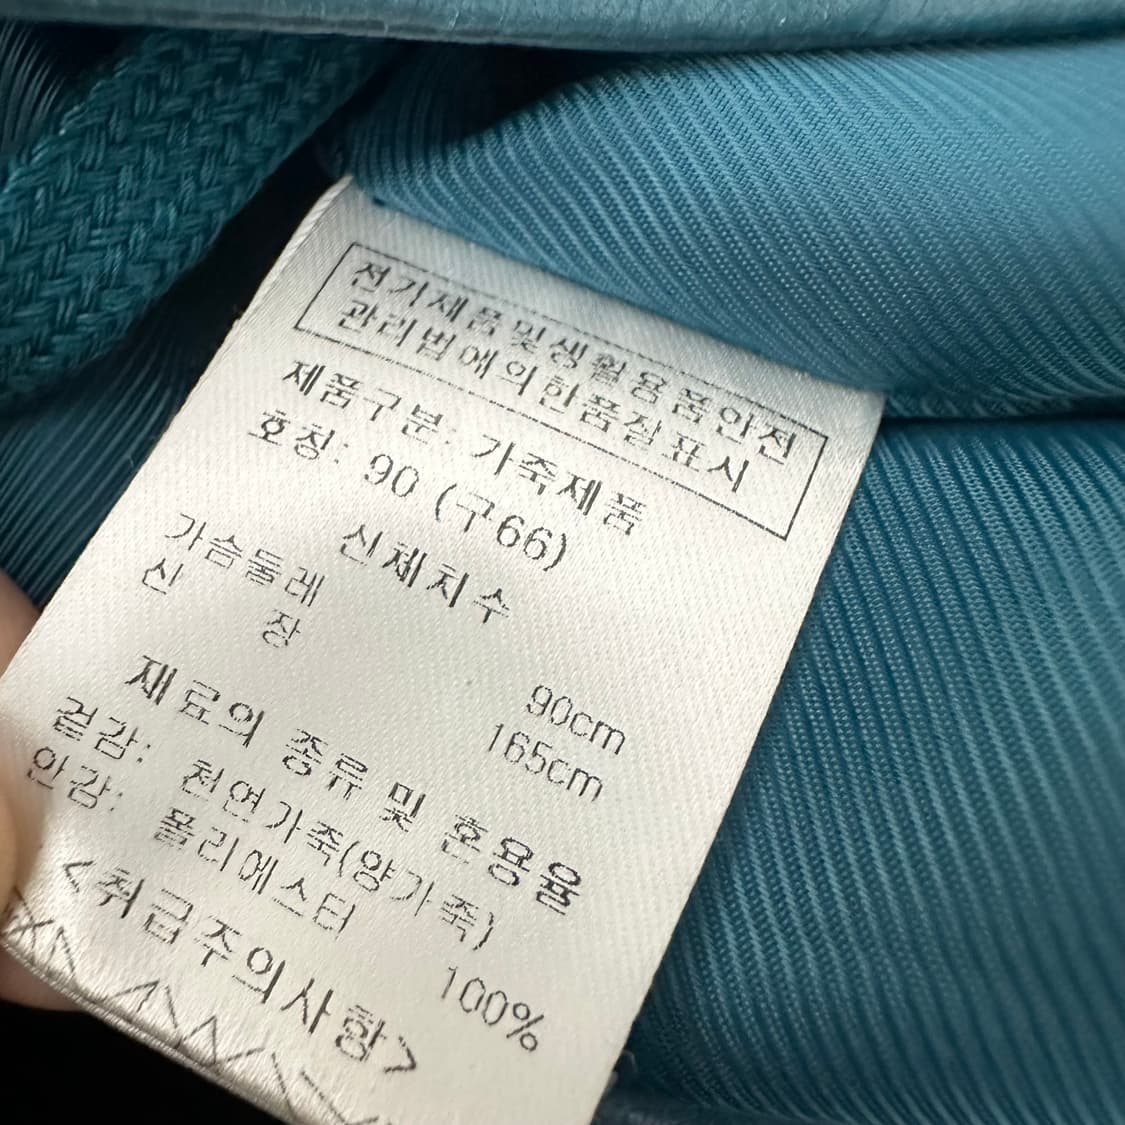 전기제품및생활용품안전
관리법에의한품질표시
제품구분: 가죽제품
호칭: 90 (구66)
신체치수
가슴둘레 90cm
신 장 165cm
재료의 종류 및 혼용율
겉감: 천연가죽(양가죽)
안감: 폴리에스터 100%
<취급주의사항>